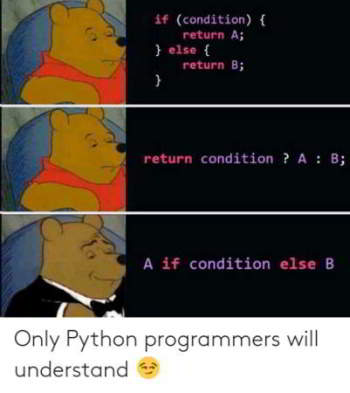 if (condition) {
return A;
} else {
return B;
}
return condition ? A : B;
A if condition else B
Only Python programmers will
understand 😏